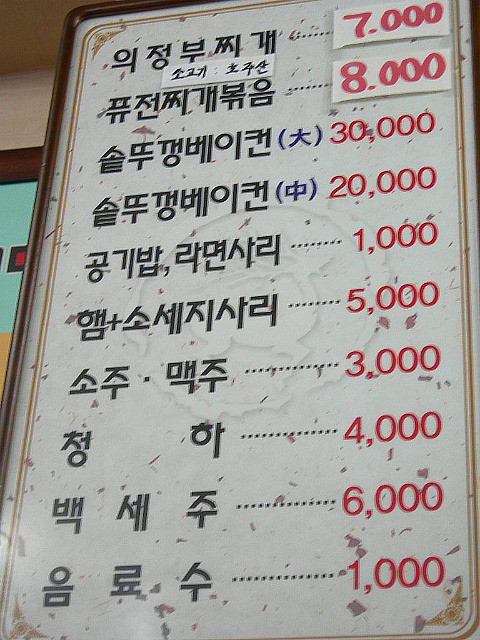 의정부찌개 ...... 7.000
소고기 : 호주산
퓨전찌개볶음 ...... 8.000
솥뚜껑베이컨(大) 30,000
솥뚜껑베이컨(中) 20,000
공기밥,라면사리 ........ 1,000
햄+소세지사리 ........ 5,000
소주·맥주 .............. 3,000
청하 .............. 4,000
백세주 .............. 6,000
음료수 .............. 1,000